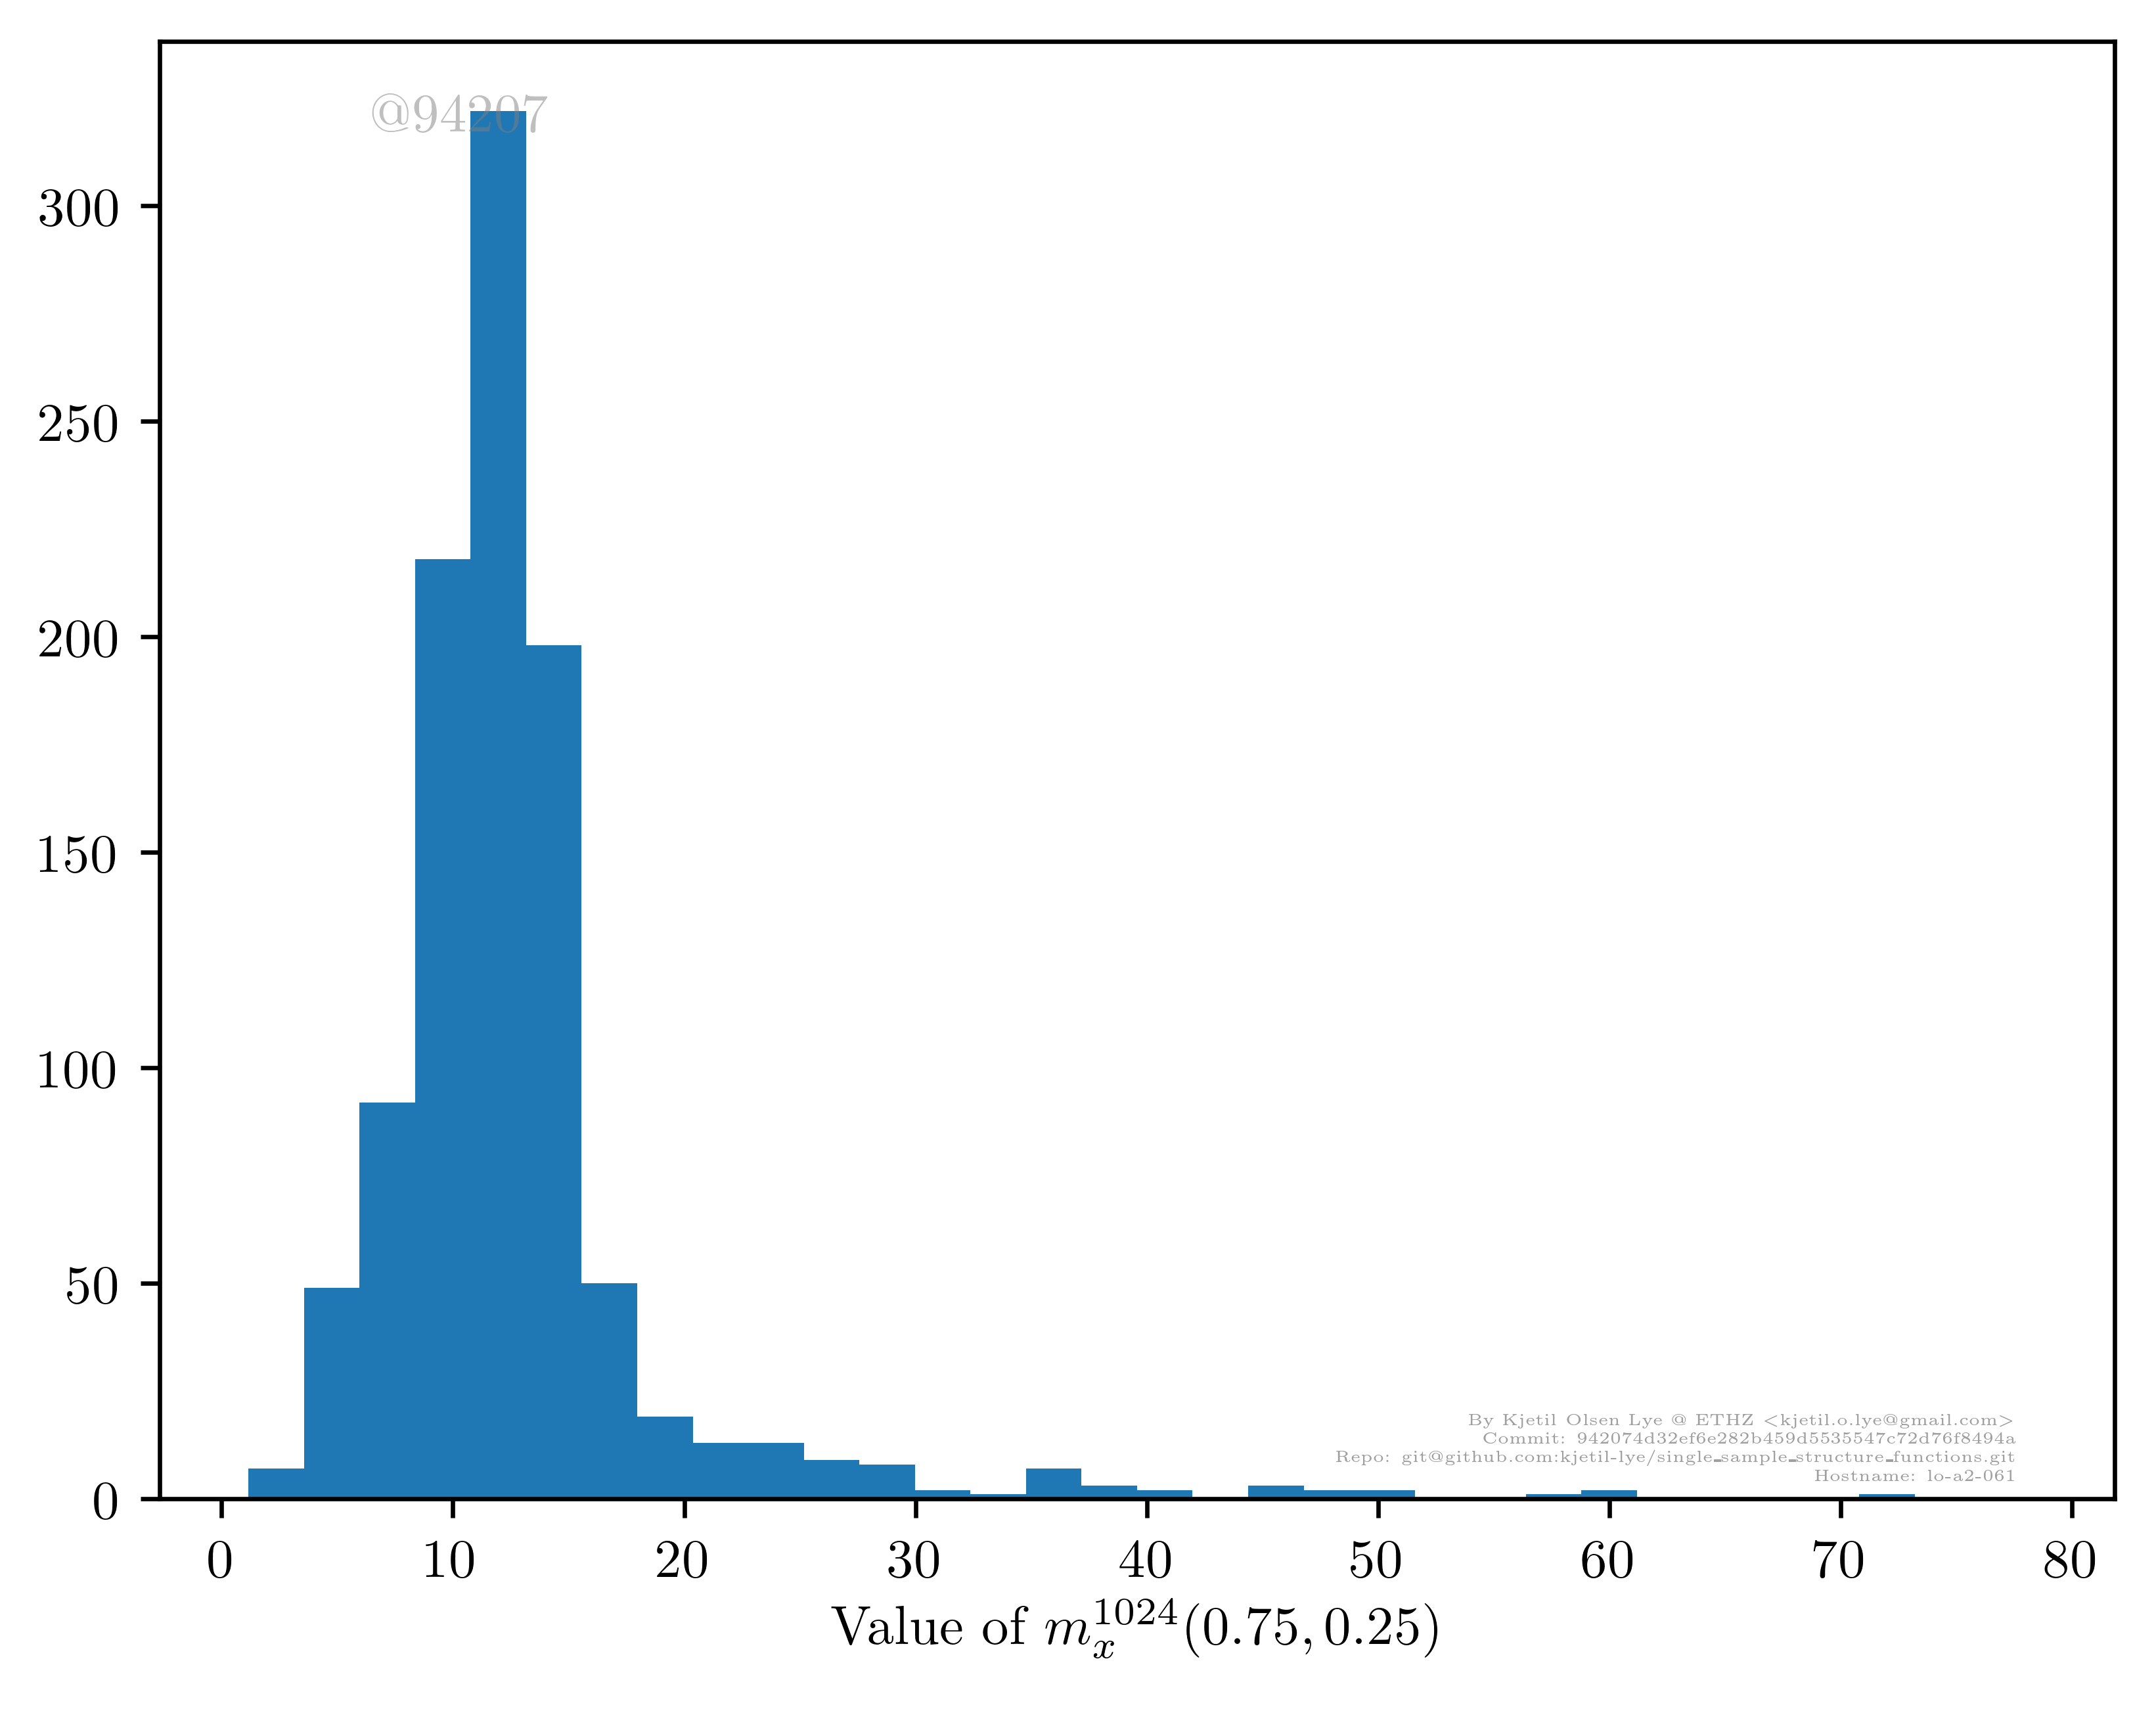 @94207
300
250
200
150
100
50
0
By Kjetil Olsen Lye @ ETHZ <kjetil.o.lye@gmail.com>
Commit: 942074d32ef6e282b459d5535547c72d76f8494a
Repo: git@github.com:kjetil-lye/single_sample_structure_functions.git
Hostname: lo-a2-061
0 10 20 30 40 50 60 70 80
Value of $m_x^{1024}(0.75, 0.25)$